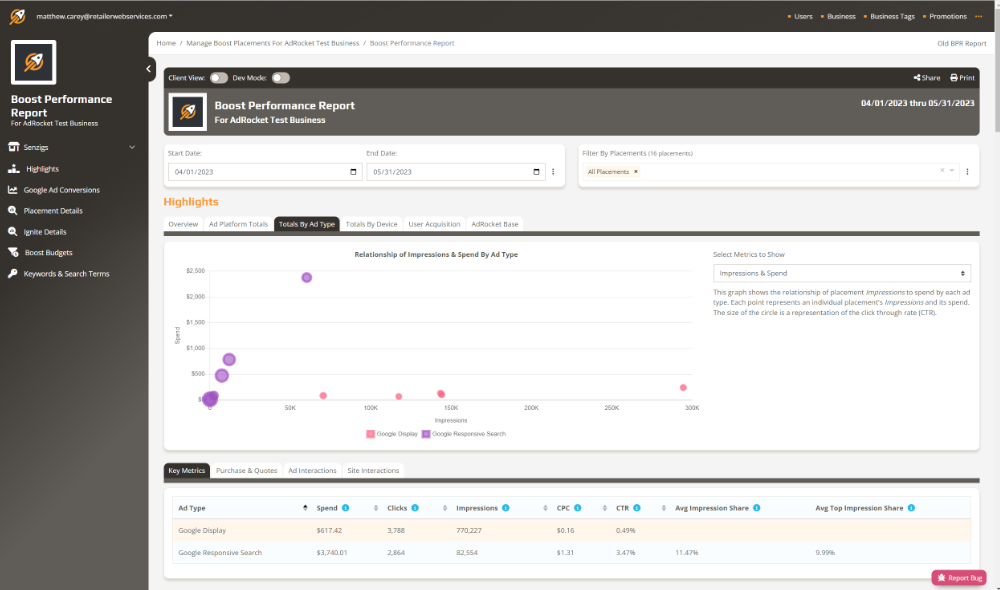 matthew.carey@retailerwebservices.com
Users
Business
Business Tags
Promotions
Home / Manage Boost Placements For AdRocket Test Business / Boost Performance Report
Old BPR Report
Boost Performance
Report
For AdRocket Test Business
Senzigs
Highlights
Google Ad Conversions
Placement Details
Ignite Details
Boost Budgets
Keywords & Search Terms
Client View:
Dev Mode:
Share
Print
Boost Performance Report
For AdRocket Test Business
04/01/2023 thru 05/31/2023
Start Date:
End Date:
04/01/2023
05/31/2023
Filter By Placements (16 placements)
All Placements ×
Highlights
Overview
Ad Platform Totals
Totals By Ad Type
Totals By Device
User Acquisition
AdRocket Base
Relationship of Impressions & Spend By Ad Type
$2,500
$2,000
$1,500
$1,000
$500
Spend
50K
100K
150K
200K
250K
300K
Impressions
Google Display
Google Responsive Search
Select Metrics to Show
Impressions & Spend
This graph shows the relationship of placement impressions to spend by each ad
type. Each point represents an individual placement's Impressions and its spend.
The size of the circle is a representation of the click through rate (CTR).
Key Metrics
Purchase & Quotes
Ad Interactions
Site Interactions
Ad Type Spend Clicks Impressions CPC CTR Avg Impression Share Avg Top Impression Share
Google Display $617.42 3,788 770,227 $0.16 0.49%
Google Responsive Search $3,740.01 2,864 82,554 $1.31 3.47% 11.47% 9.99%
Report Bug